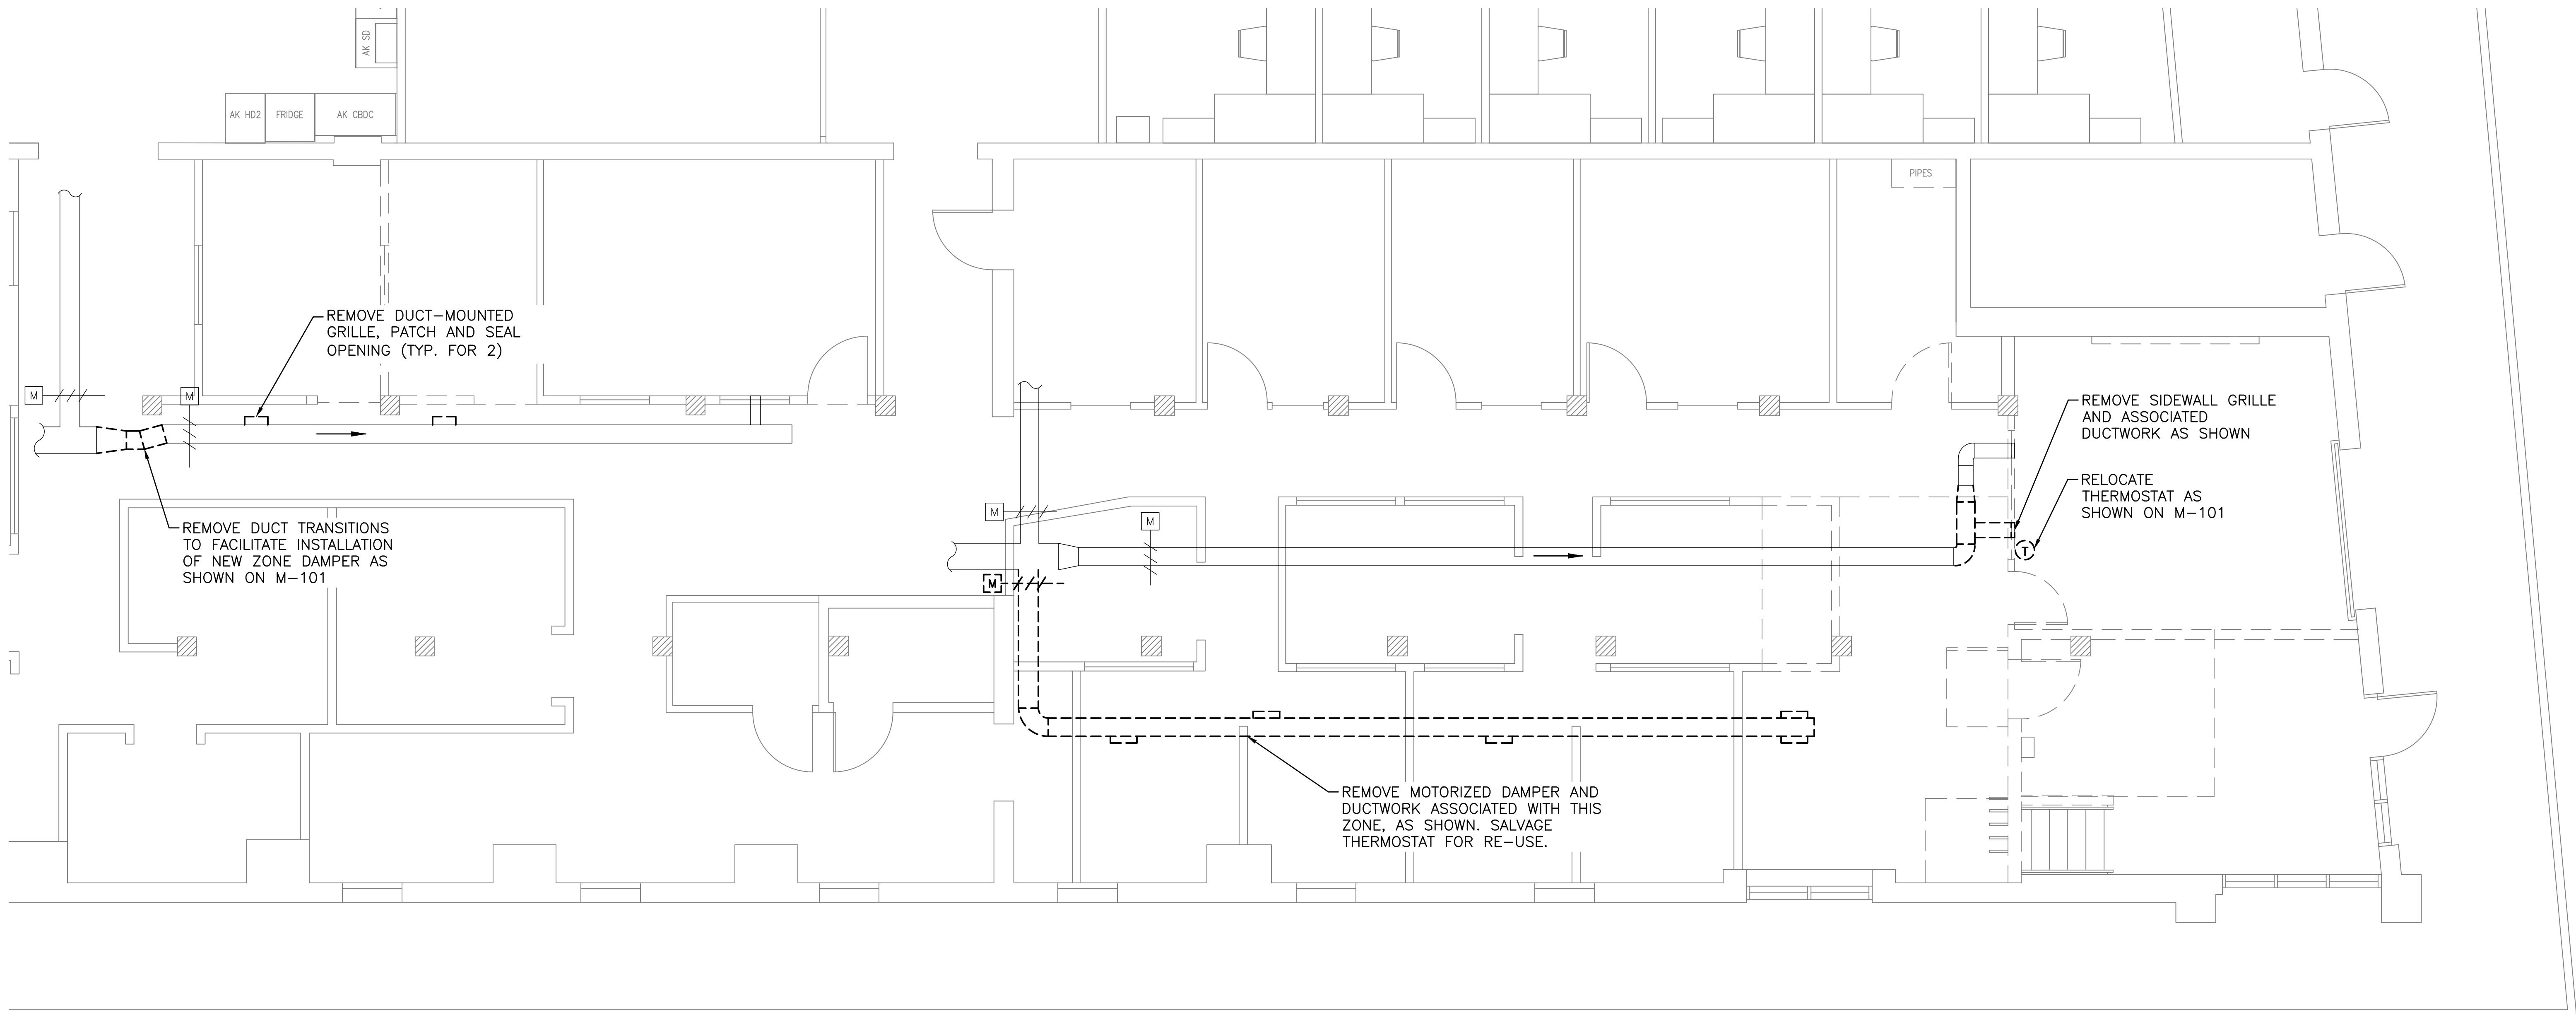 AK SD
AK HD2
FRIDGE
AK CBDC
PIPES
REMOVE DUCT-MOUNTED
GRILLE, PATCH AND SEAL
OPENING (TYP. FOR 2)
M
M
REMOVE SIDEWALL GRILLE
AND ASSOCIATED
DUCTWORK AS SHOWN
RELOCATE
THERMOSTAT AS
SHOWN ON M-101
M
M
REMOVE DUCT TRANSITIONS
TO FACILITATE INSTALLATION
OF NEW ZONE DAMPER AS
SHOWN ON M-101
T
M
REMOVE MOTORIZED DAMPER AND
DUCTWORK ASSOCIATED WITH THIS
ZONE, AS SHOWN. SALVAGE
THERMOSTAT FOR RE-USE.